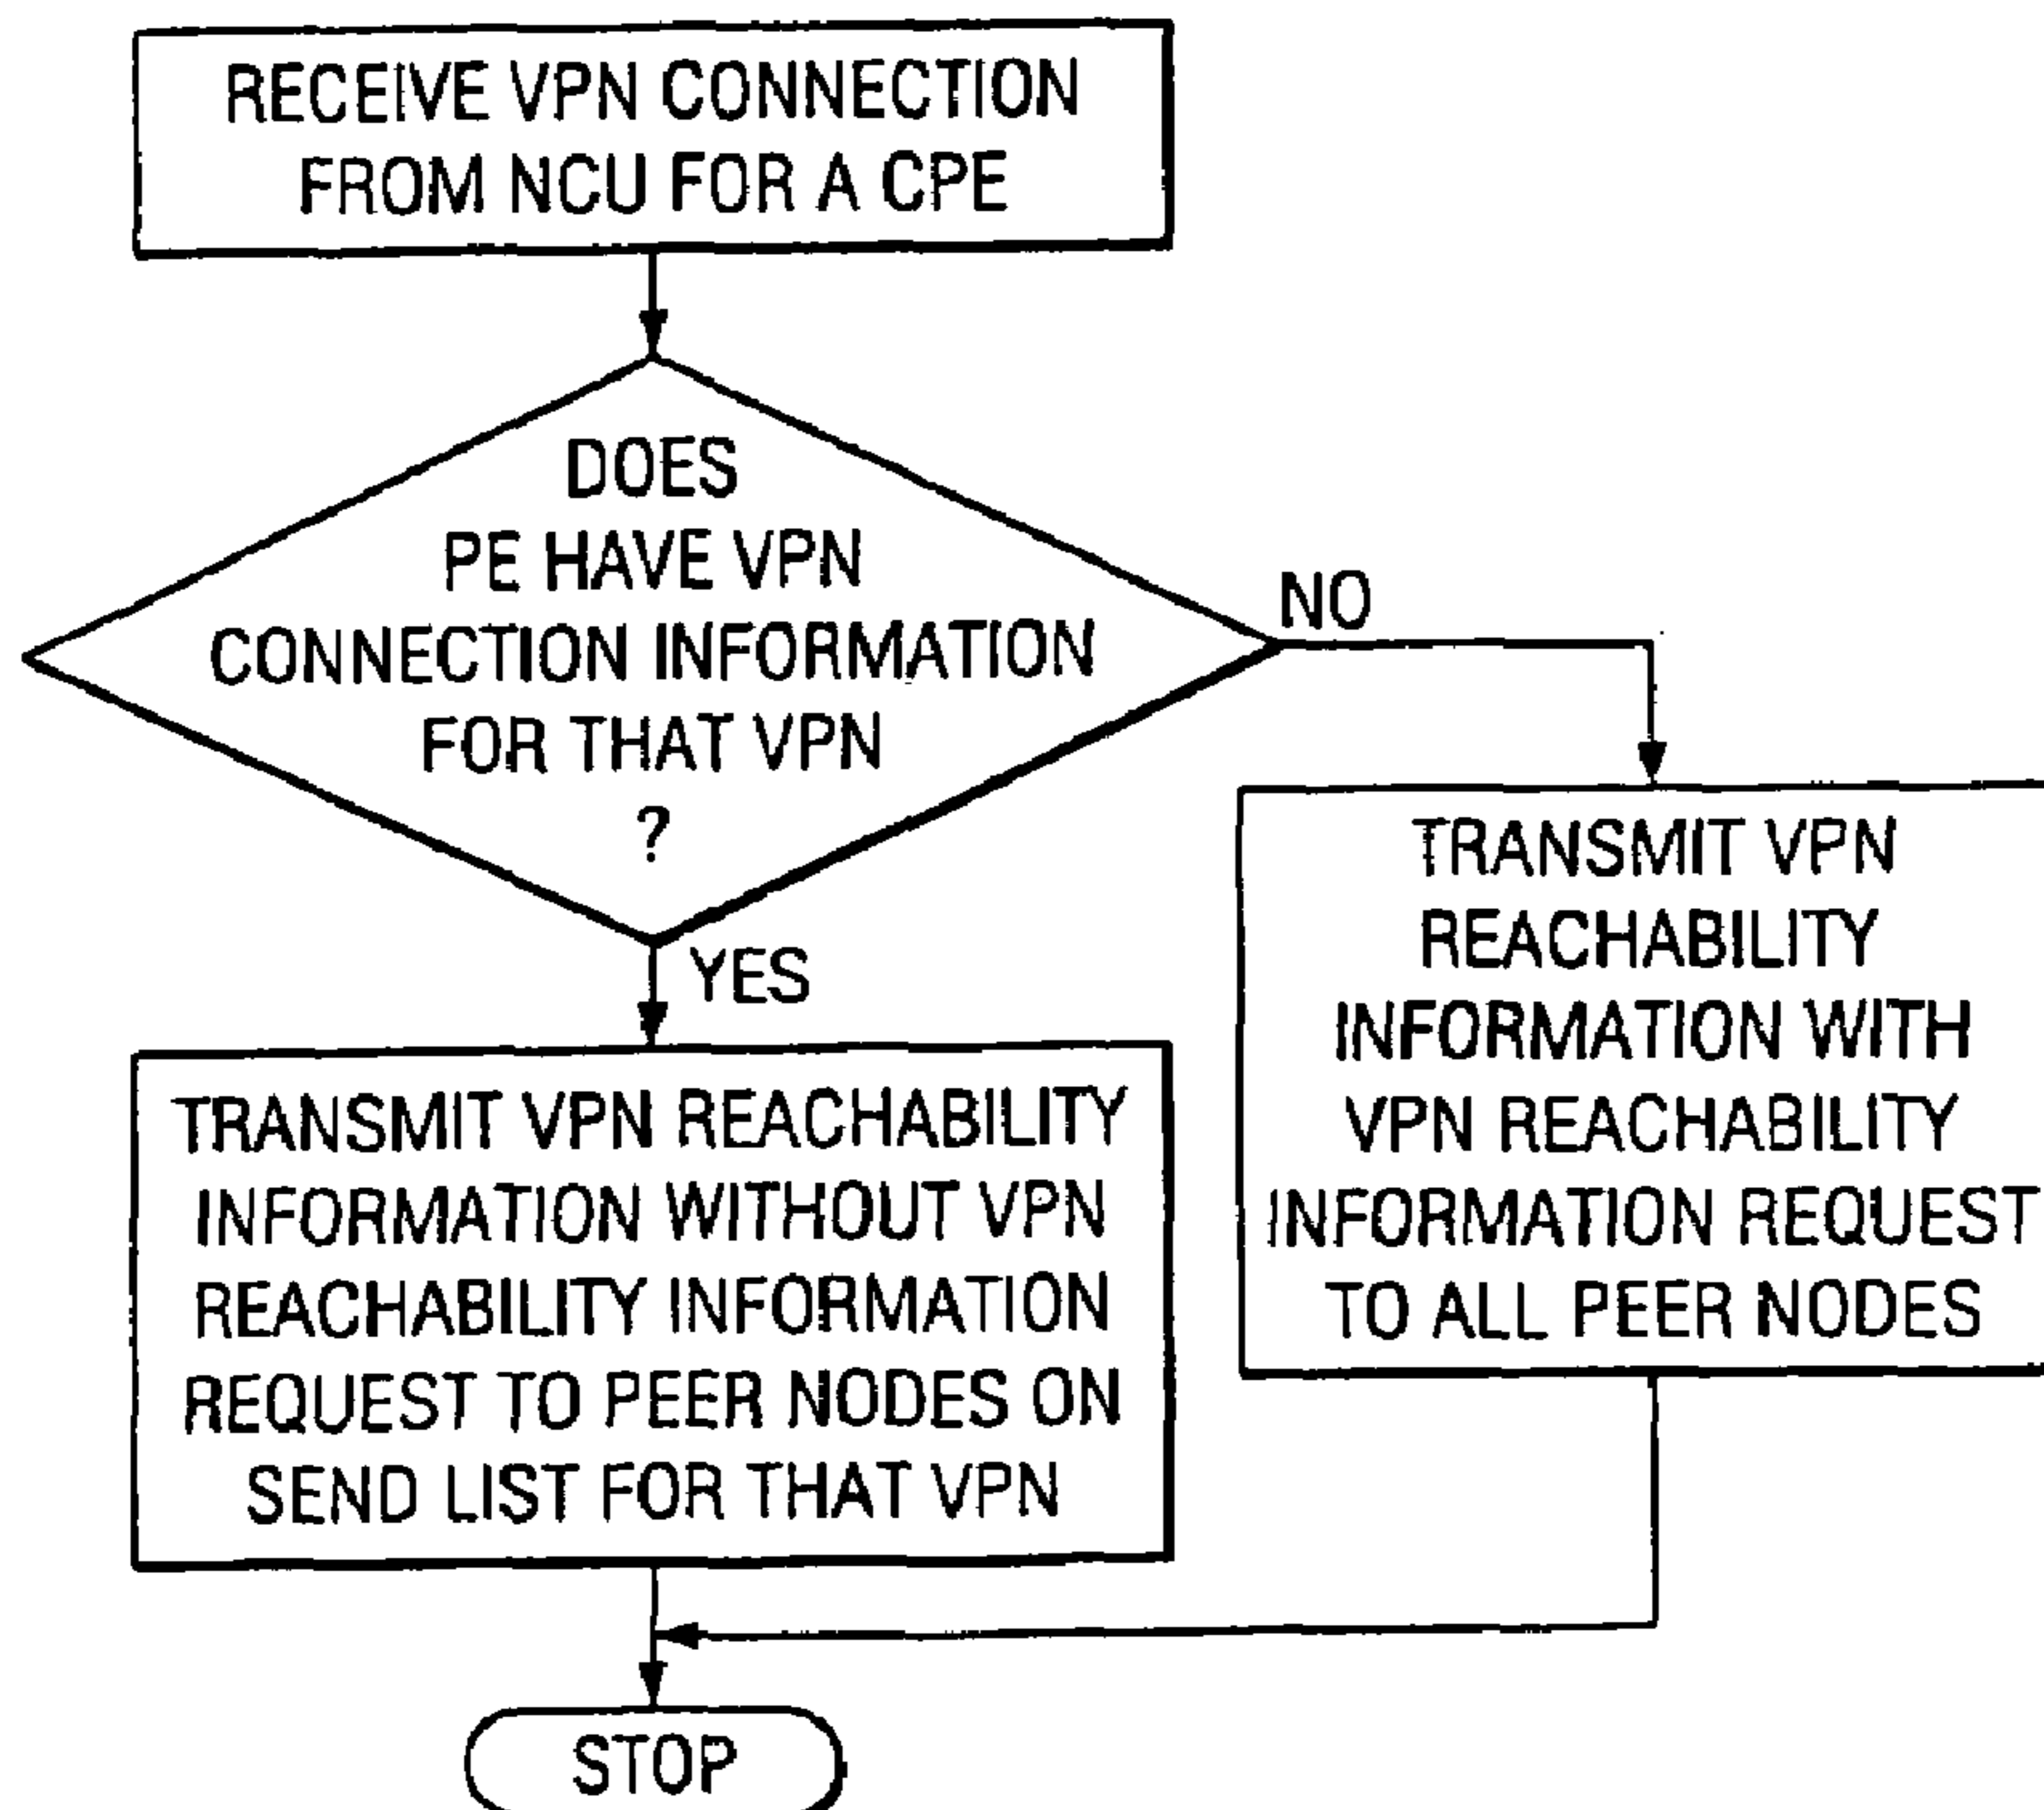 RECEIVE VPN CONNECTION
FROM NCU FOR A CPE
DOES
PE HAVE VPN
CONNECTION INFORMATION
FOR THAT VPN
?
NO
YES
TRANSMIT VPN
REACHABILITY
INFORMATION WITH
VPN REACHABILITY
INFORMATION REQUEST
TO ALL PEER NODES
TRANSMIT VPN REACHABILITY
INFORMATION WITHOUT VPN
REACHABILITY INFORMATION
REQUEST TO PEER NODES ON
SEND LIST FOR THAT VPN
STOP